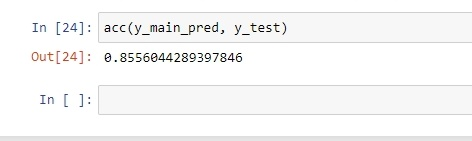 In [24]: acc(y_main_pred, y_test)
Out[24]: 0.8556044289397846
In [ ]: